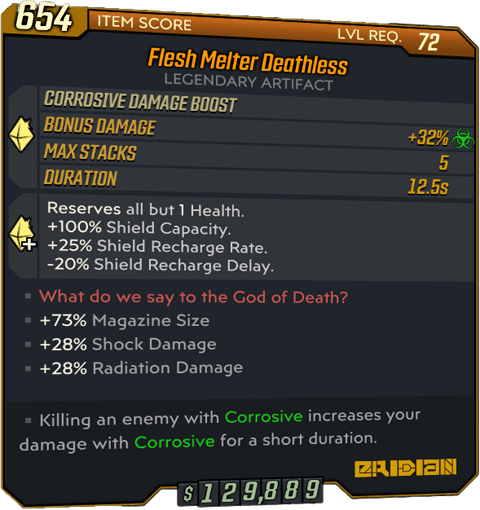 654 ITEM SCORE LVL REQ. 72
Flesh Melter Deathless
LEGENDARY ARTIFACT
CORROSIVE DAMAGE BOOST
BONUS DAMAGE +32%
MAX STACKS 5
DURATION 12.5s
Reserves all but 1 Health.
+100% Shield Capacity.
+25% Shield Recharge Rate.
-20% Shield Recharge Delay.
What do we say to the God of Death?
+73% Magazine Size
+28% Shock Damage
+28% Radiation Damage
Killing an enemy with Corrosive increases your
damage with Corrosive for a short duration.
ERIDIAN
$129,889